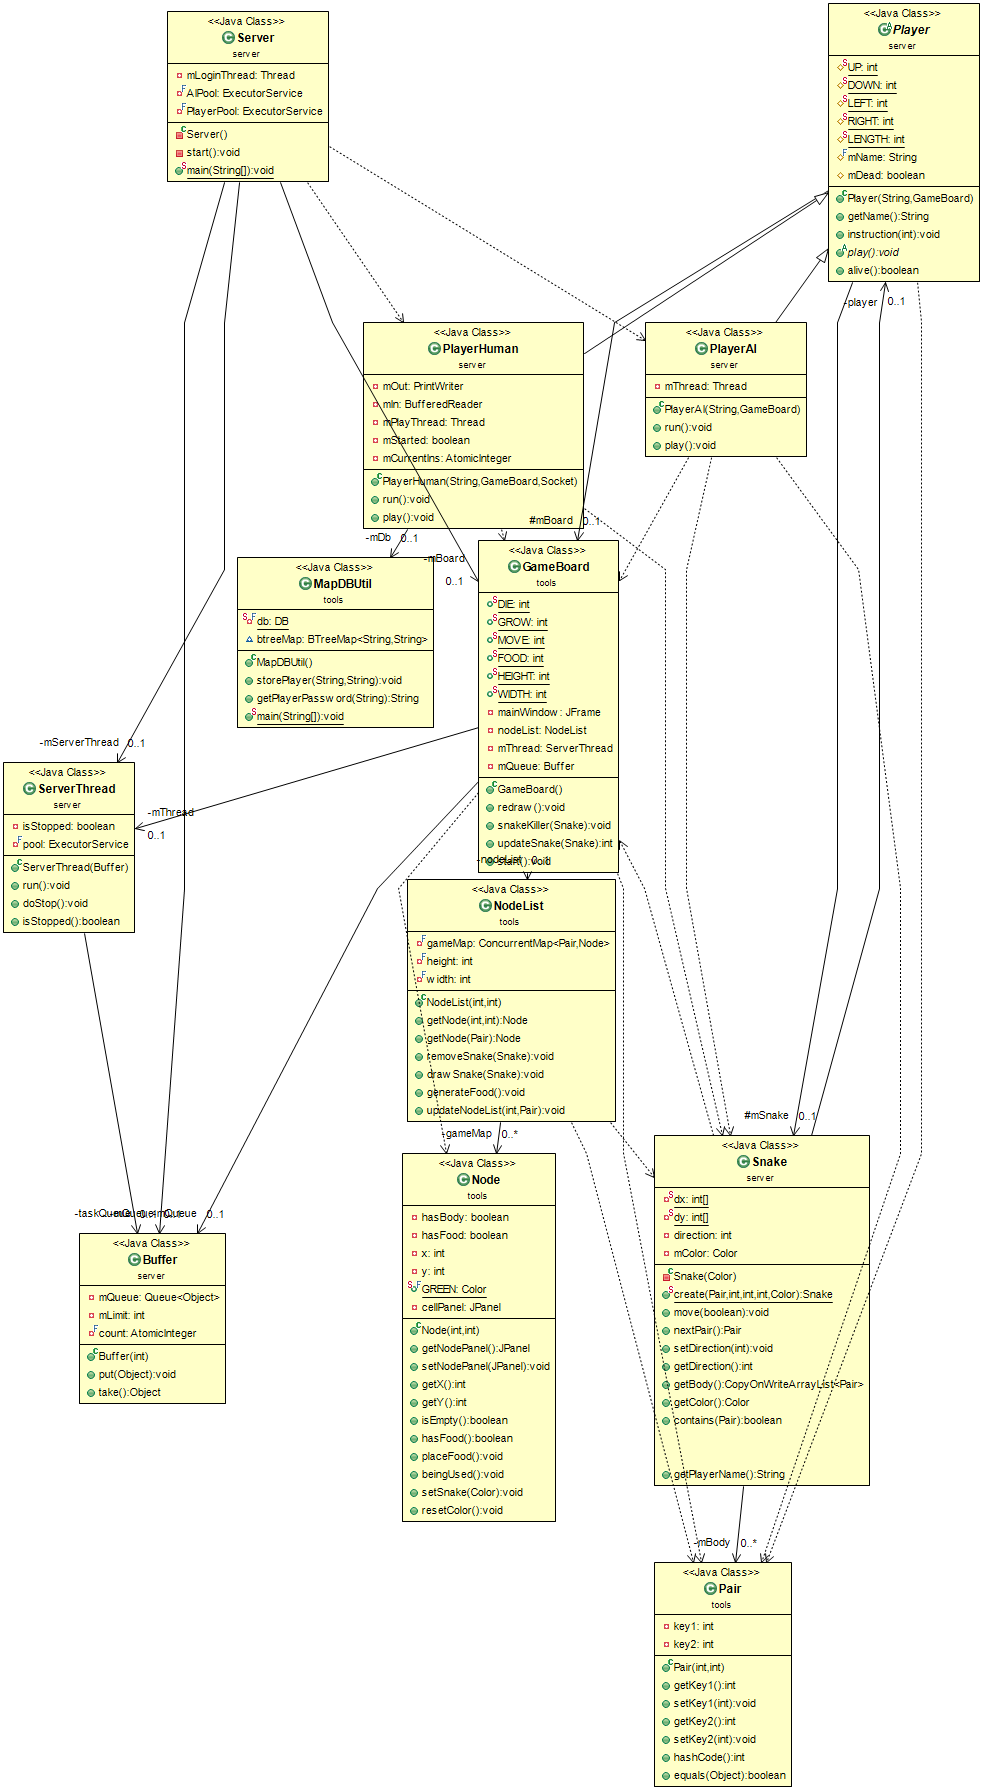 <<Java Class>>
Server
server
mLoginThread: Thread
AIPool: ExecutorService
PlayerPool: ExecutorService
Server()
start():void
main(String[]):void
<<Java Class>>
Player
server
UP: int
DOWN: int
LEFT: int
RIGHT: int
LENGTH: int
mName: String
mDead: boolean
Player(String,GameBoard)
getName():String
instruction(int):void
play():void
alive():boolean
-player 0..1
<<Java Class>>
PlayerHuman
server
mOut: PrintWriter
mIn: BufferedReader
mPlayThread: Thread
mStarted: boolean
mCurrentIns: AtomicInteger
PlayerHuman(String,GameBoard,Socket)
run():void
play():void
<<Java Class>>
PlayerAI
server
mThread: Thread
PlayerAI(String,GameBoard)
run():void
play():void
-mDb 0..1
#mBoard 0..1
-mBoard
0..1
<<Java Class>>
MapDBUtil
tools
db: DB
btreeMap: BTreeMap<String,String>
MapDBUtil()
storePlayer(String,String):void
getPlayerPassword(String):String
main(String[]):void
<<Java Class>>
GameBoard
tools
DIE: int
GROW: int
MOVE: int
FOOD: int
HEIGHT: int
WIDTH: int
mainWindow: JFrame
nodeList: NodeList
mThread: ServerThread
mQueue: Buffer
GameBoard()
redraw():void
snakeKiller(Snake):void
updateSnake(Snake):int
start():void
-mServerThread 0..1
<<Java Class>>
ServerThread
server
isStopped: boolean
pool: ExecutorService
ServerThread(Buffer)
run():void
doStop():void
isStopped():boolean
-mThread
0..1
-nodeList 0..1
<<Java Class>>
NodeList
tools
gameMap: ConcurrentMap<Pair,Node>
height: int
width: int
NodeList(int,int)
getNode(int,int):Node
getNode(Pair):Node
removeSnake(Snake):void
drawSnake(Snake):void
generateFood():void
updateNodeList(int,Pair):void
-gameMap 0..*
#mSnake 0..1
<<Java Class>>
Node
tools
hasBody: boolean
hasFood: boolean
x: int
y: int
GREEN: Color
cellPanel: JPanel
Node(int,int)
getNodePanel():JPanel
setNodePanel(JPanel):void
getX():int
getY():int
isEmpty():boolean
hasFood():boolean
placeFood():void
beingUsed():void
setSnake(Color):void
resetColor():void
<<Java Class>>
Snake
server
dx: int[]
dy: int[]
direction: int
mColor: Color
Snake(Color)
create(Pair,int,int,int,Color):Snake
move(boolean):void
nextPair():Pair
setDirection(int):void
getDirection():int
getBody():CopyOnWriteArrayList<Pair>
getColor():Color
contains(Pair):boolean
getPlayerName():String
-taskQueue -mQueue 0..1 -mQueue 0..1
<<Java Class>>
Buffer
server
mQueue: Queue<Object>
mLimit: int
count: AtomicInteger
Buffer(int)
put(Object):void
take():Object
-mBody 0..*
<<Java Class>>
Pair
tools
key1: int
key2: int
Pair(int,int)
getKey1():int
setKey1(int):void
getKey2():int
setKey2(int):void
hashCode():int
equals(Object):boolean